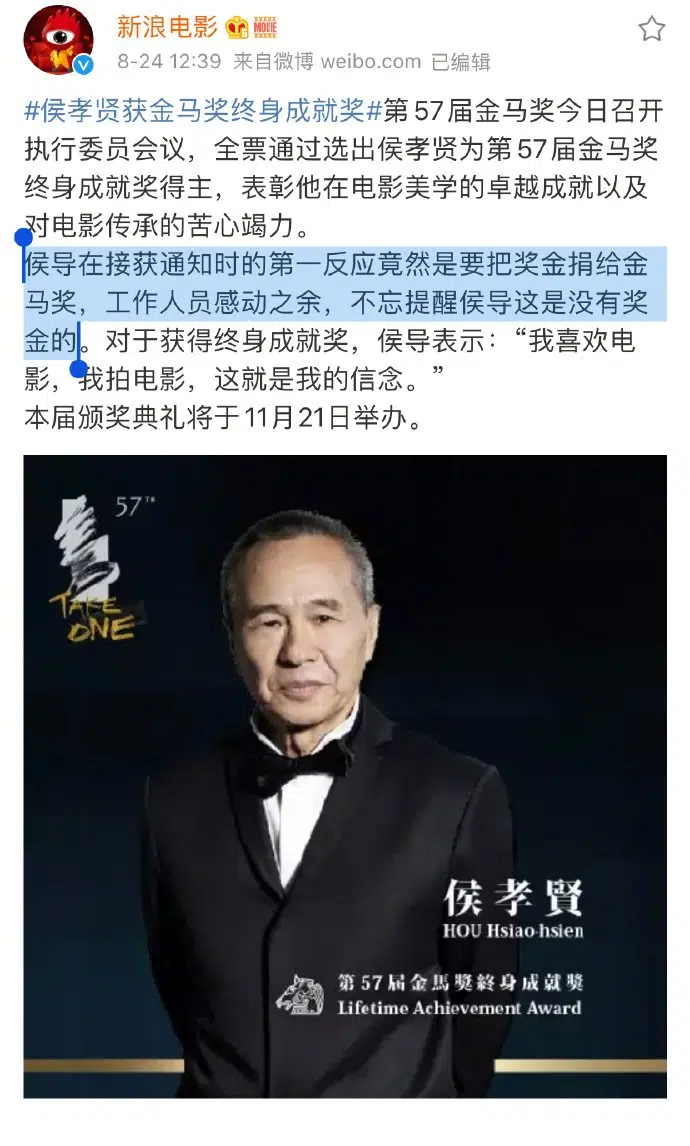 新浪电影
8-24 12:39 来自微博 weibo.com 已编辑
#侯孝贤获金马奖终身成就奖#第57届金马奖今日召开
执行委员会议，全票通过选出侯孝贤为第57届金马奖
终身成就奖得主，表彰他在电影美学的卓越成就以及
对电影传承的苦心竭力。
侯导在接获通知时的第一反应竟然是要把奖金捐给金
马奖，工作人员感动之余，不忘提醒侯导这是没有奖
金的。对于获得终身成就奖，侯导表示：“我喜欢电
影，我拍电影，这就是我的信念。”
本届颁奖典礼将于11月21日举办。
57TH
TAKE
ONE
侯孝賢
HOU Hsiao-hsien
第57届金馬獎終身成就獎
Lifetime Achievement Award